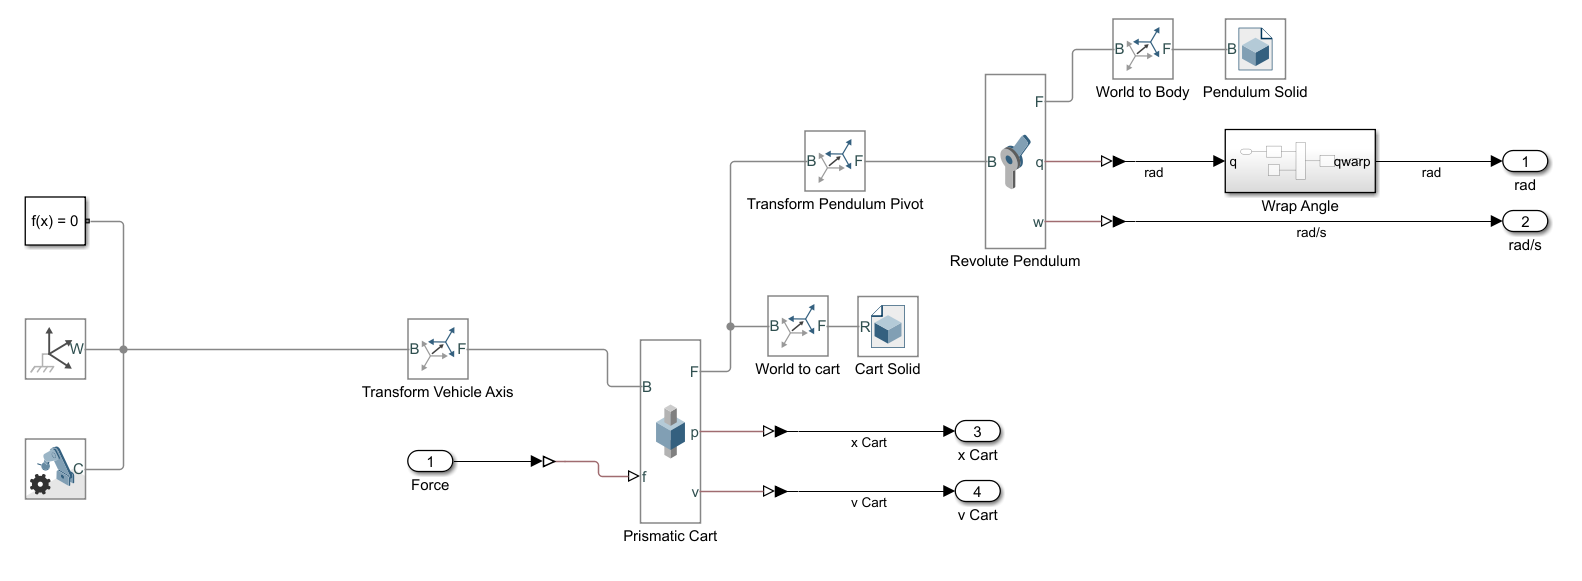 B
F
World to Body
B
Pendulum Solid
B
F
Transform Pendulum Pivot
B
F
q
w
Revolute Pendulum
rad
q
qwarp
Wrap Angle
rad
1
rad
rad/s
2
rad/s
f(x) = 0
W
C
B
F
Transform Vehicle Axis
B
F
World to cart
R
Cart Solid
B
F
p
f
v
Prismatic Cart
1
Force
x Cart
3
x Cart
v Cart
4
v Cart